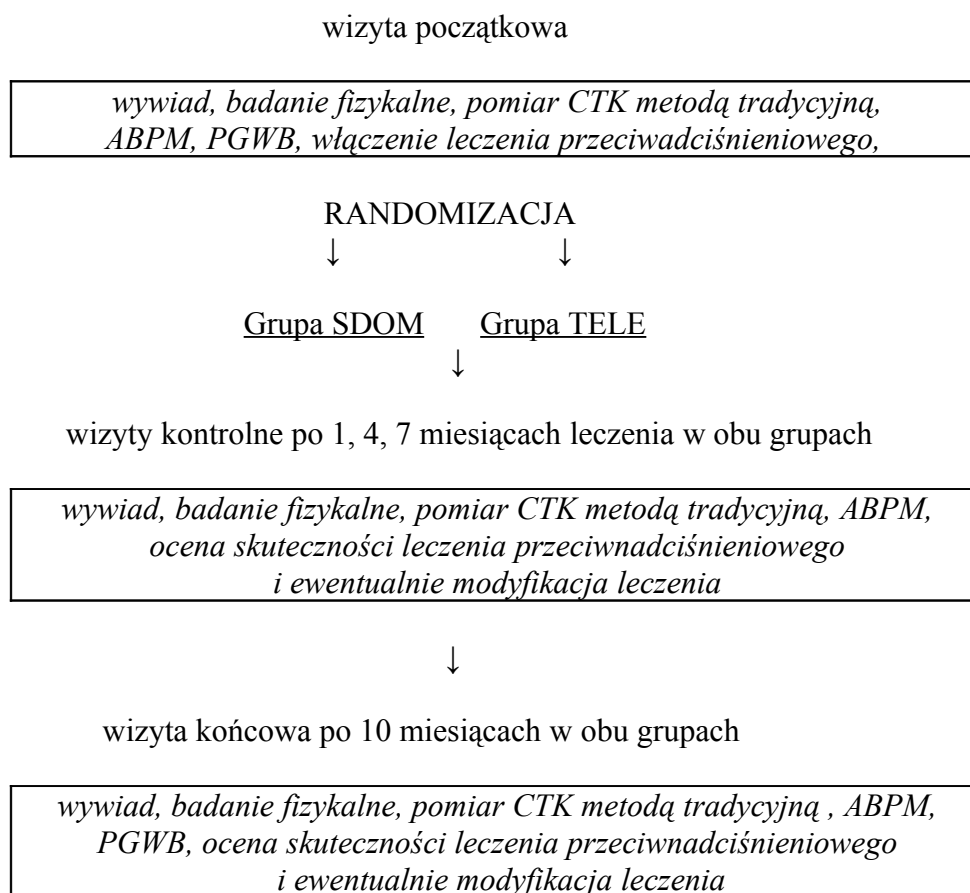 wizyta początkowa
wywiad, badanie fizykalne, pomiar CTK metodą tradycyjną,
ABPM, PGWB, włączenie leczenia przeciwadciśnieniowego,
RANDOMIZACJA
↓ ↓
Grupa SDOM Grupa TELE
↓
wizyty kontrolne po 1, 4, 7 miesiącach leczenia w obu grupach
wywiad, badanie fizykalne, pomiar CTK metodą tradycyjną, ABPM,
ocena skuteczności leczenia przeciwnadciśnieniowego
i ewentualnie modyfikacja leczenia
↓
wizyta końcowa po 10 miesiącach w obu grupach
wywiad, badanie fizykalne, pomiar CTK metodą tradycyjną , ABPM,
PGWB, ocena skuteczności leczenia przeciwnadciśnieniowego
i ewentualnie modyfikacja leczenia